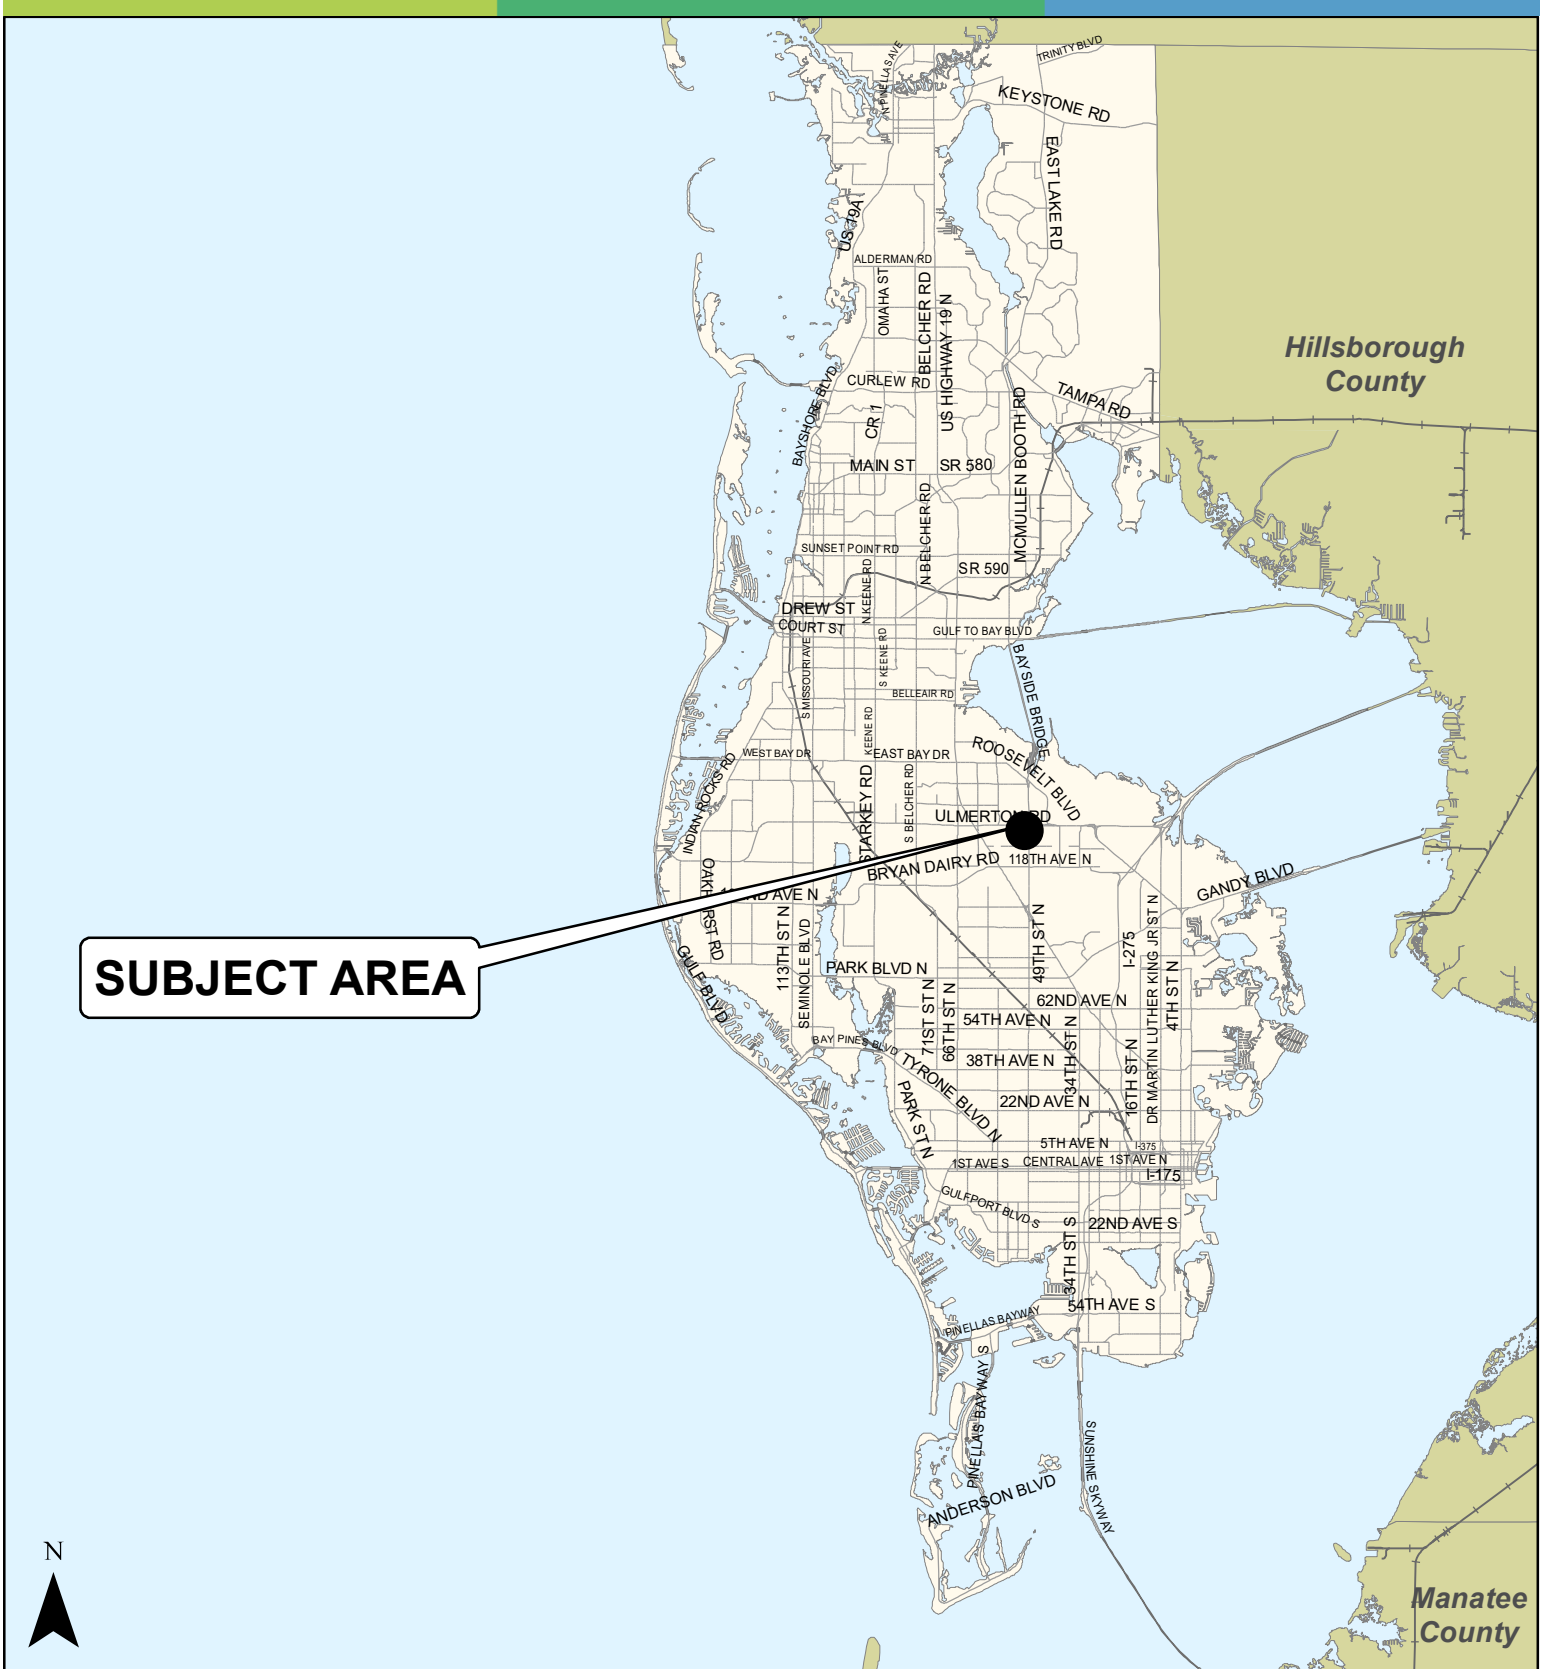 TRINITY BLVD
N PINELLAS AVE
KEYSTONE RD
EAST LAKE RD
US 19A
ALDERMAN RD
OMAHA ST
BELCHER RD
US HIGHWAY 19 N
Hillsborough
County
CURLEW RD
BAYSHORE BLVD
TAMPA RD
CR 1
MCMULLEN BOOTH RD
MAIN ST
SR 580
N BELCHER RD
SUNSET POINT RD
SR 590
N KEENE RD
DREW ST
COURT ST
GULF TO BAY BLVD
S MISSOURI AVE
S KEENE RD
BAYSIDE BRIDGE
BELLEAIR RD
KEENE RD
WEST BAY DR
EAST BAY DR
ROOSEVELT BLVD
INDIAN ROCKS RD
STARKEY RD
S BELCHER RD
ULMERTON RD
BRYAN DAIRY RD
118TH AVE N
GANDY BLVD
AVE N
113TH ST N
SEMINOLE BLVD
49TH ST N
I-275
DR MARTIN LUTHER KING JR ST N
SUBJECT AREA
GULF BLVD
PARK BLVD N
4TH ST N
71ST ST N
66TH ST N
62ND AVE N
54TH AVE N
34TH ST N
BAY PINES BLVD
TYRONE BLVD N
38TH AVE N
16TH ST N
PARK ST N
22ND AVE N
5TH AVE N
I-375
1ST AVE S
CENTRAL AVE
1ST AVE N
I-175
GULFPORT BLVD S
22ND AVE S
34TH ST S
54TH AVE S
PINELLAS BAYWAY
PINELLAS BAYWAY S
SUNSHINE SKYWAY
ANDERSON BLVD
N
Manatee
County